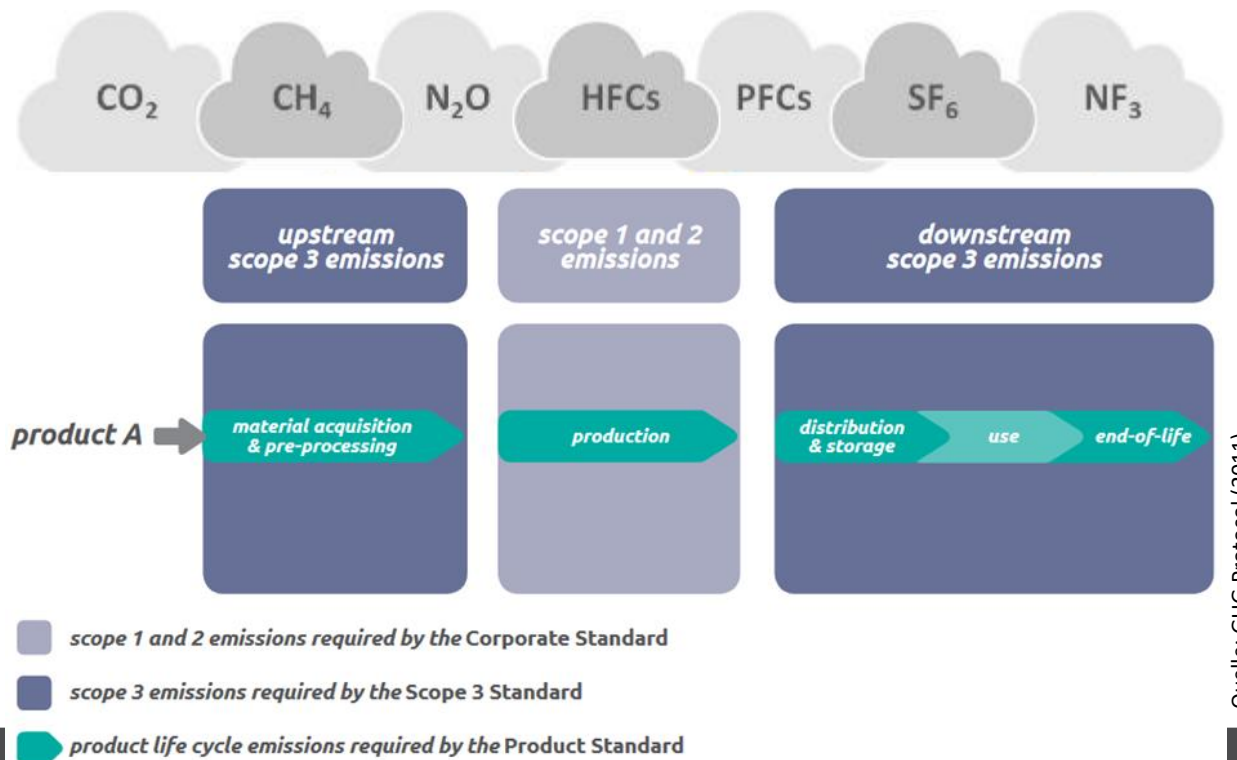 CO₂ CH₄ N₂O HFCs PFCs SF₆ NF₃
upstream
scope 3 emissions
scope 1 and 2
emissions
downstream
scope 3 emissions
product A
material acquisition
& pre-processing
production
distribution
& storage
use
end-of-life
scope 1 and 2 emissions required by the Corporate Standard
scope 3 emissions required by the Scope 3 Standard
product life cycle emissions required by the Product Standard
GHG Protocol (2011)